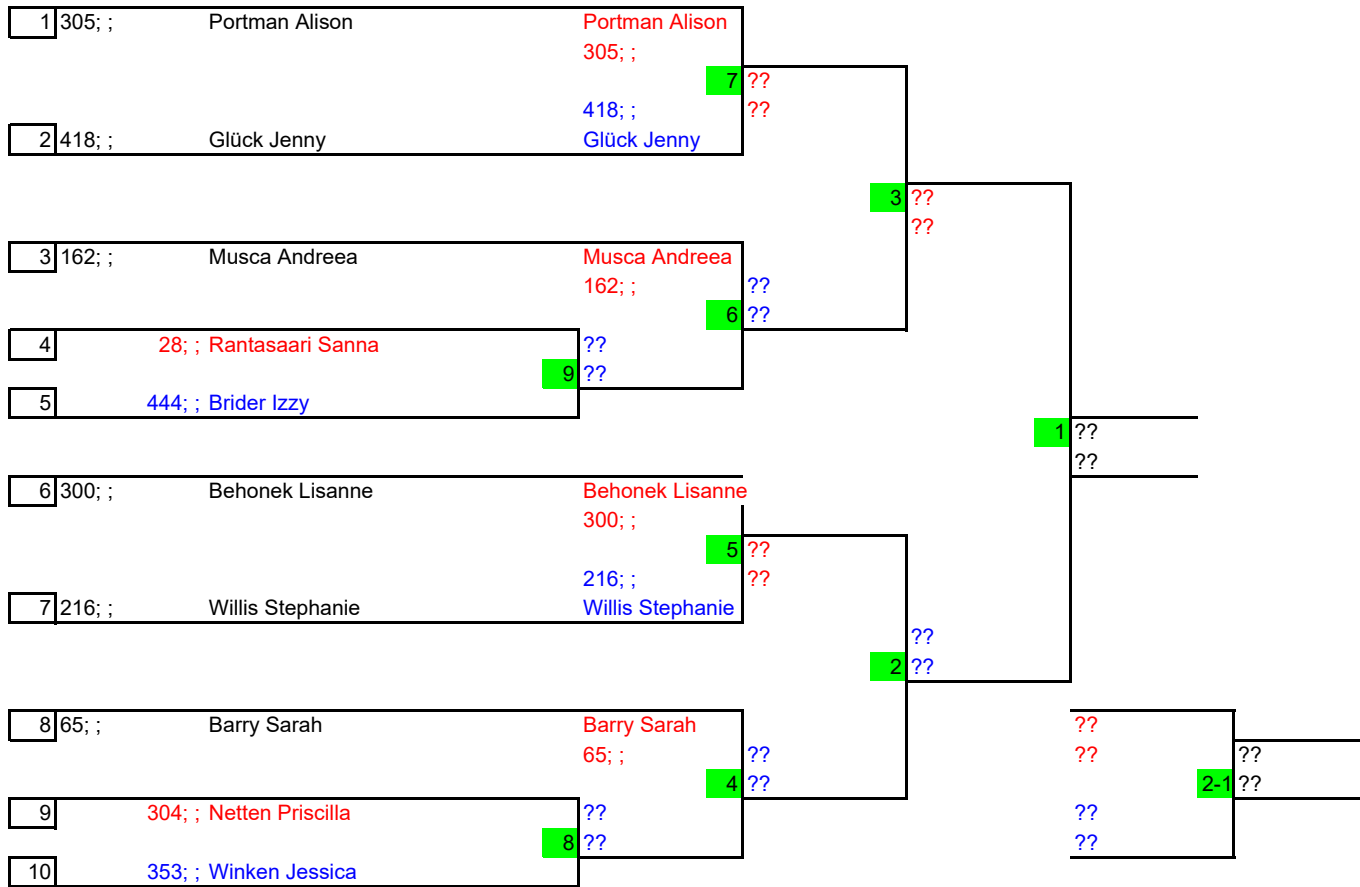 1 305; ; Portman Alison Portman Alison
305; ;
7 ??
418; ; ??
2 418; ; Glück Jenny Glück Jenny
3 ??
??
3 162; ; Musca Andreea Musca Andreea
162; ; ??
6 ??
4 28; ; Rantasaari Sanna ??
9 ??
5 444; ; Brider Izzy
1 ??
??
6 300; ; Behonek Lisanne Behonek Lisanne
300; ;
5 ??
216; ; ??
7 216; ; Willis Stephanie Willis Stephanie
??
2 ??
8 65; ; Barry Sarah Barry Sarah ??
65; ; ?? ?? ??
4 ?? 2-1 ??
9 304; ; Netten Priscilla ?? ??
8 ?? ??
10 353; ; Winken Jessica